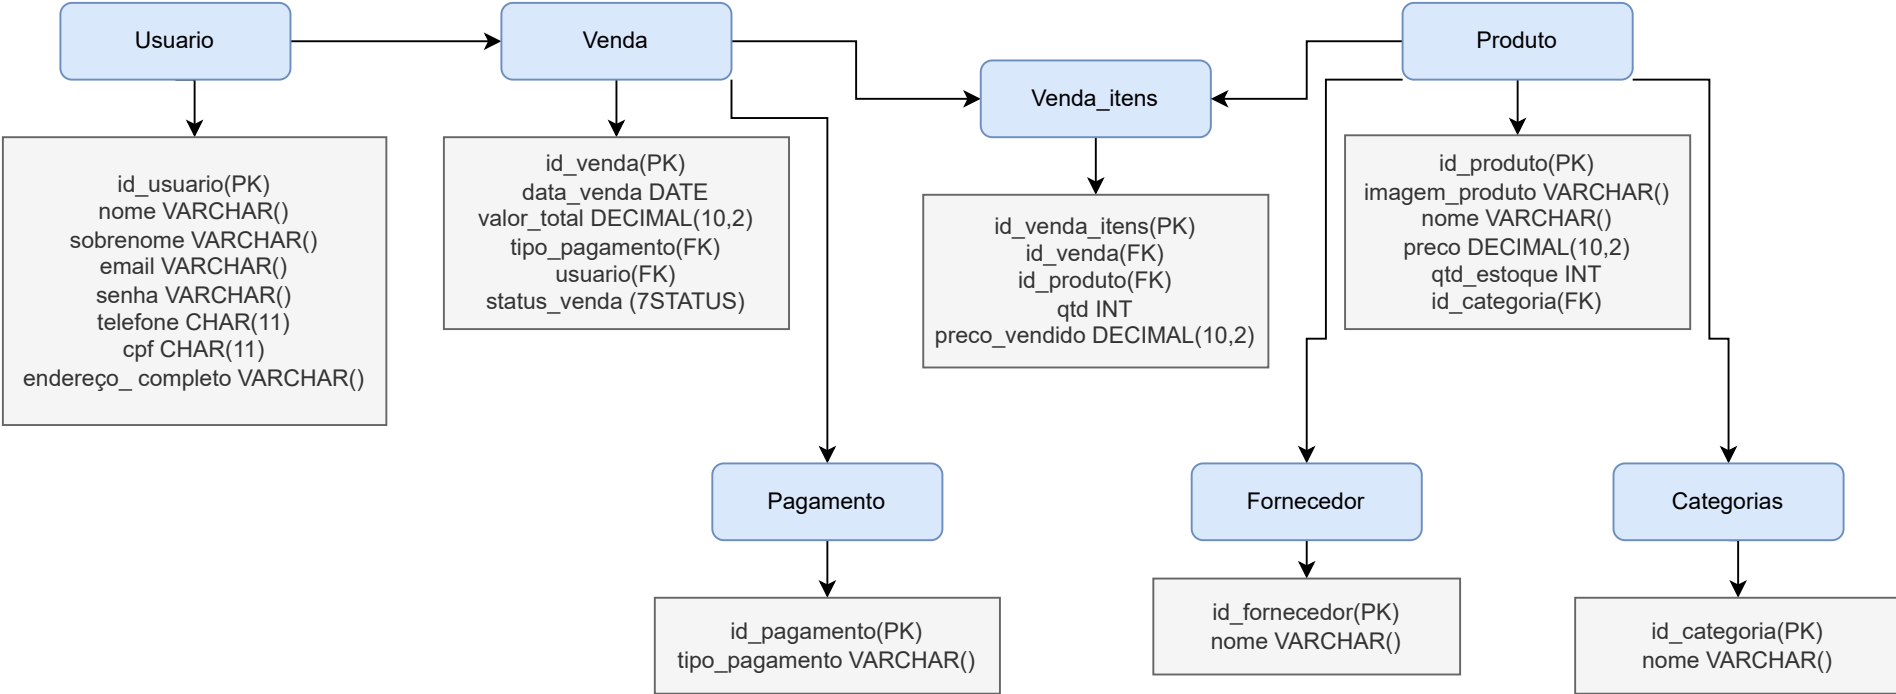 Usuario
Venda
Venda_itens
Produto
id_usuario(PK)
nome VARCHAR()
sobrenome VARCHAR()
email VARCHAR()
senha VARCHAR()
telefone CHAR(11)
cpf CHAR(11)
endereço_ completo VARCHAR()
id_venda(PK)
data_venda DATE
valor_total DECIMAL(10,2)
tipo_pagamento(FK)
usuario(FK)
status_venda (7STATUS)
id_venda_itens(PK)
id_venda(FK)
id_produto(FK)
qtd INT
preco_vendido DECIMAL(10,2)
id_produto(PK)
imagem_produto VARCHAR()
nome VARCHAR()
preco DECIMAL(10,2)
qtd_estoque INT
id_categoria(FK)
Pagamento
Fornecedor
Categorias
id_pagamento(PK)
tipo_pagamento VARCHAR()
id_fornecedor(PK)
nome VARCHAR()
id_categoria(PK)
nome VARCHAR()